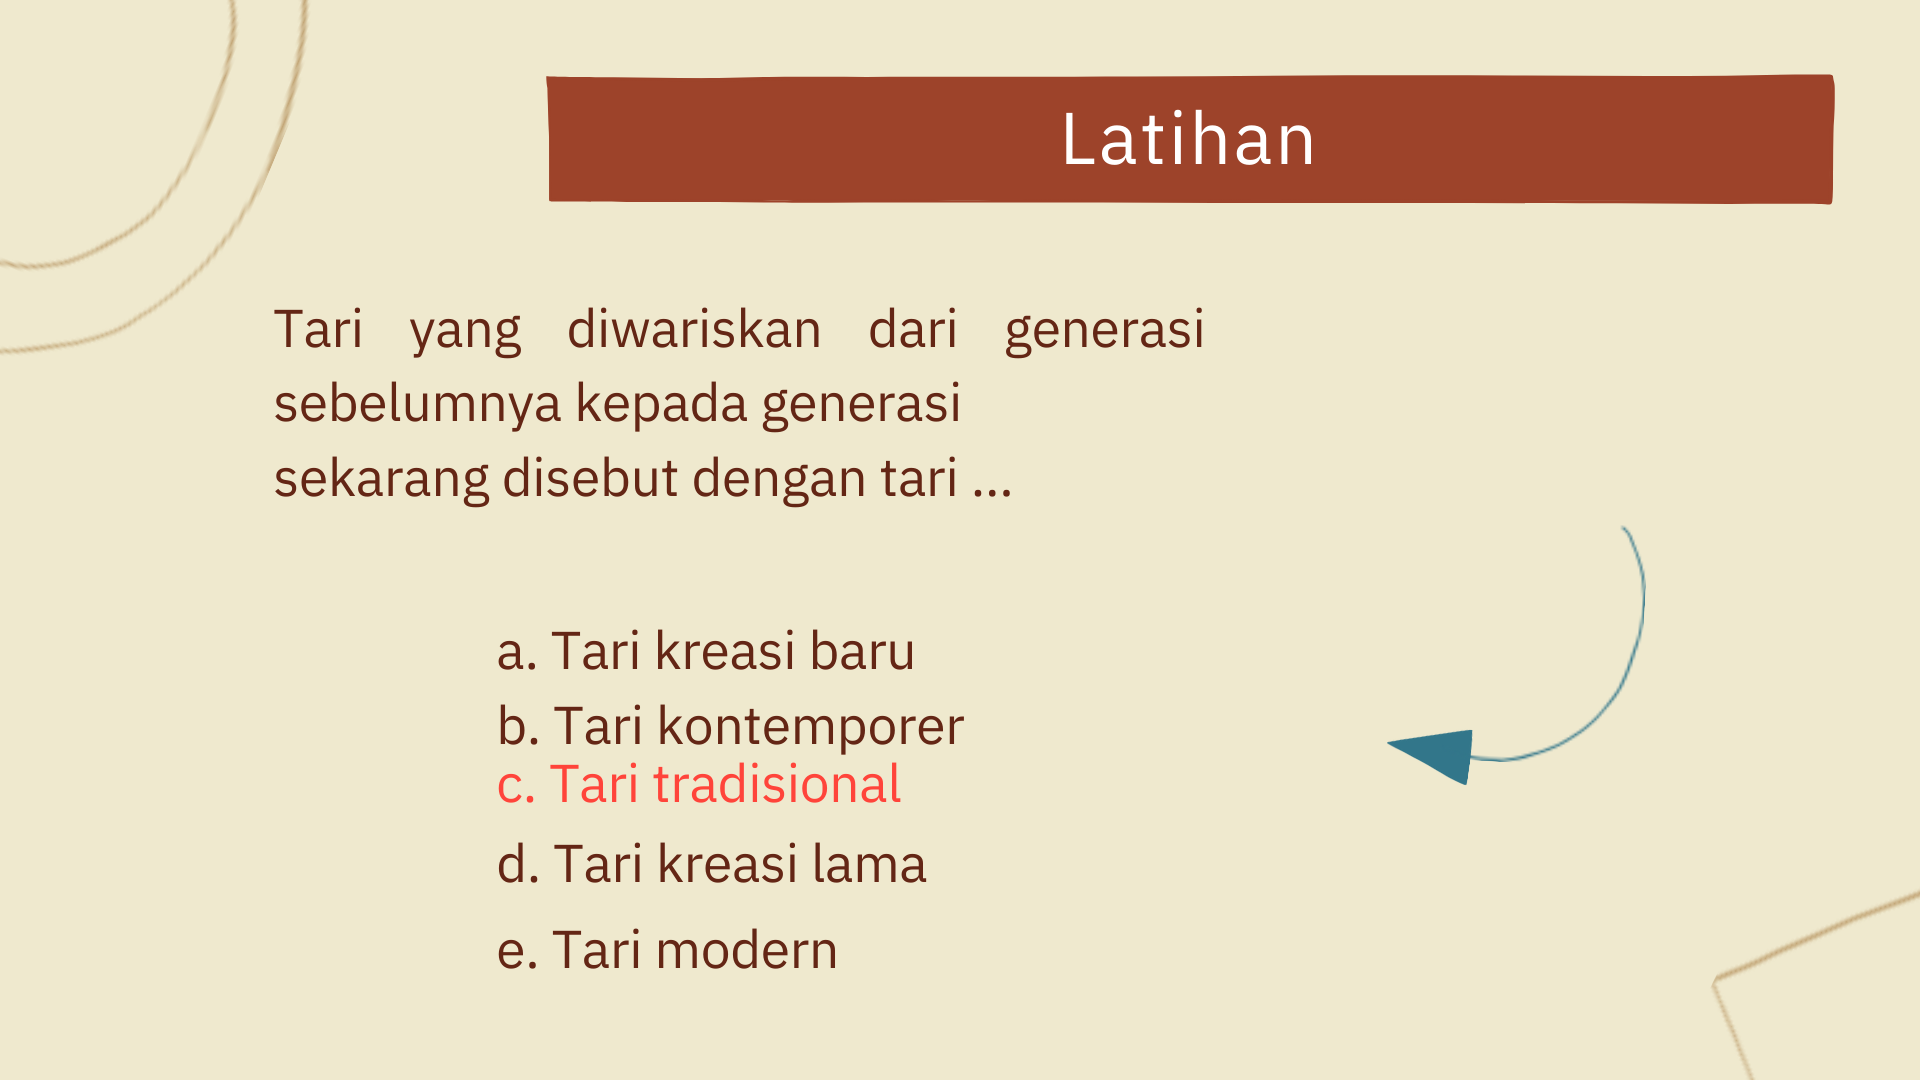 Latihan
Tari yang diwariskan dari generasi
sebelumnya kepada generasi
sekarang disebut dengan tari ...
a. Tari kreasi baru
b. Tari kontemporer
c. Tari tradisional
d. Tari kreasi lama
e. Tari modern